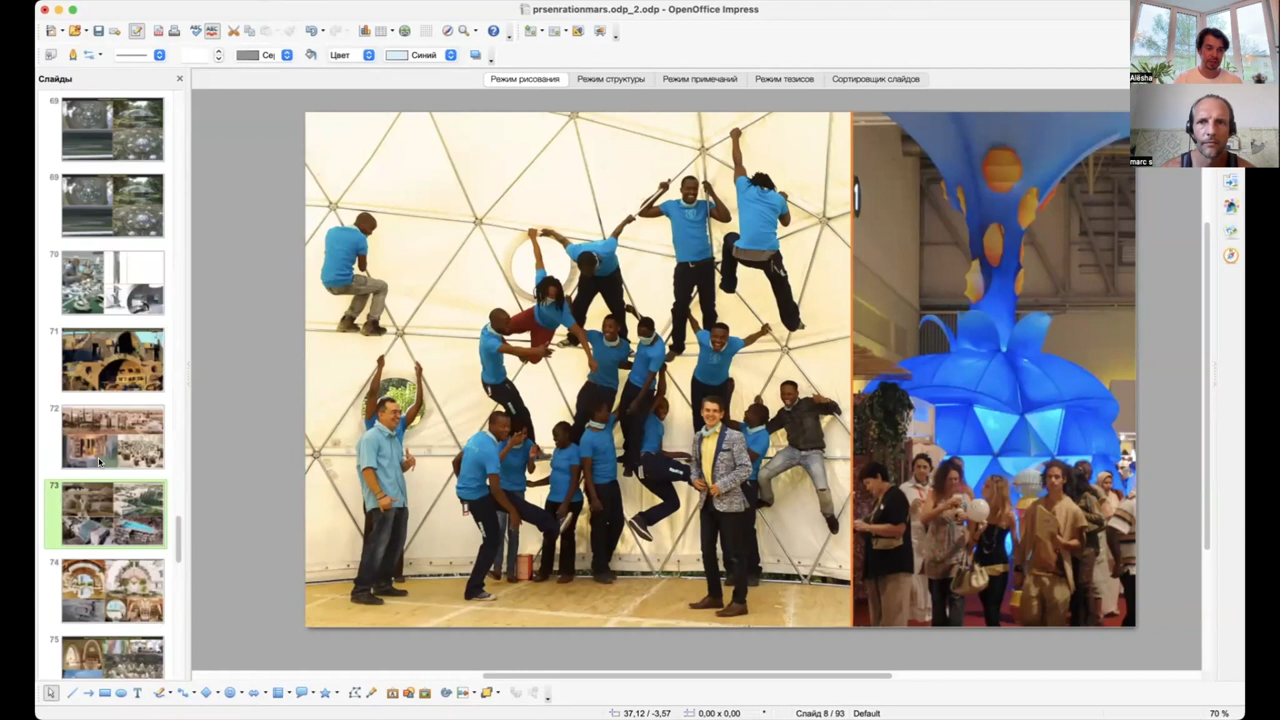 prsenrationmars.odp_2.odp - OpenOffice Impress
Цвет
Синий
Слайды
Режим рисования
Режим структуры
Режим примечаний
Режим тезисов
Сортировщик слайдов
69
69
70
71
72
73
74
75
Alësha
marc s
37,12 / -3,57
0,00 x 0,00
*
Слайд 8 / 93
Default
70 %